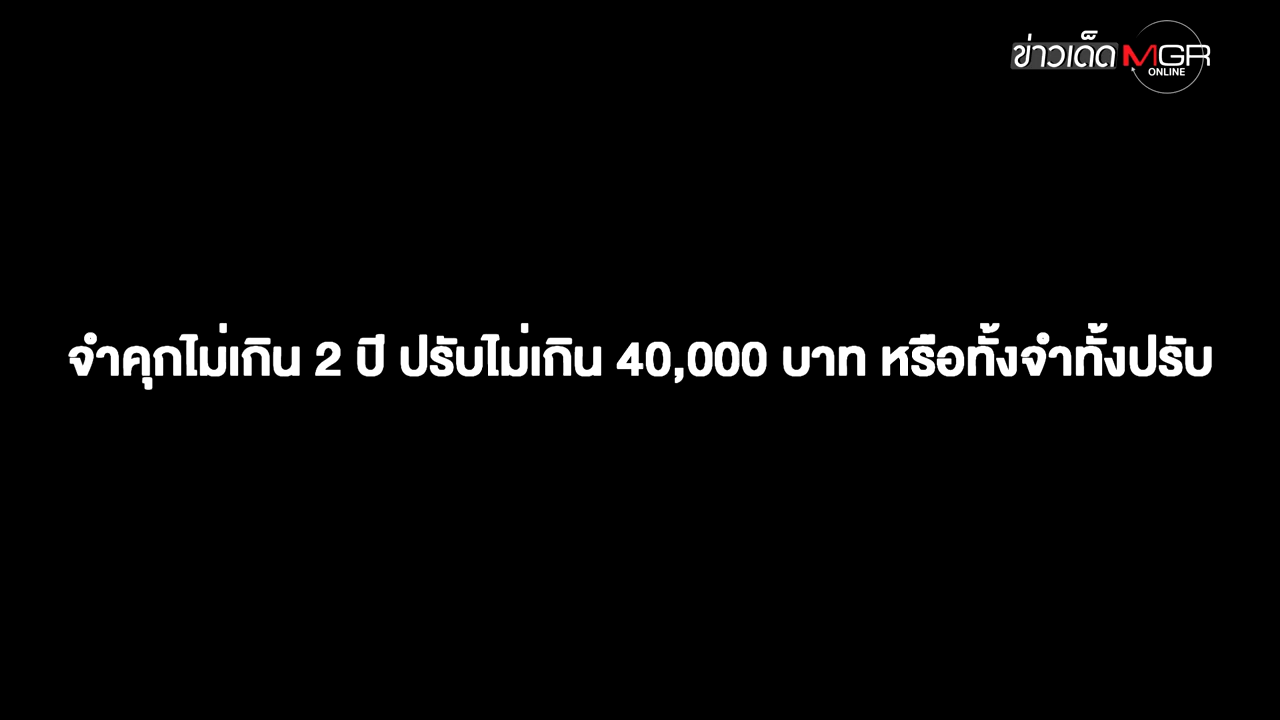 ข่าวเด็ด MGR
ONLINE
จำคุกไม่เกิน 2 ปี ปรับไม่เกิน 40,000 บาท หรือทั้งจำทั้งปรับ